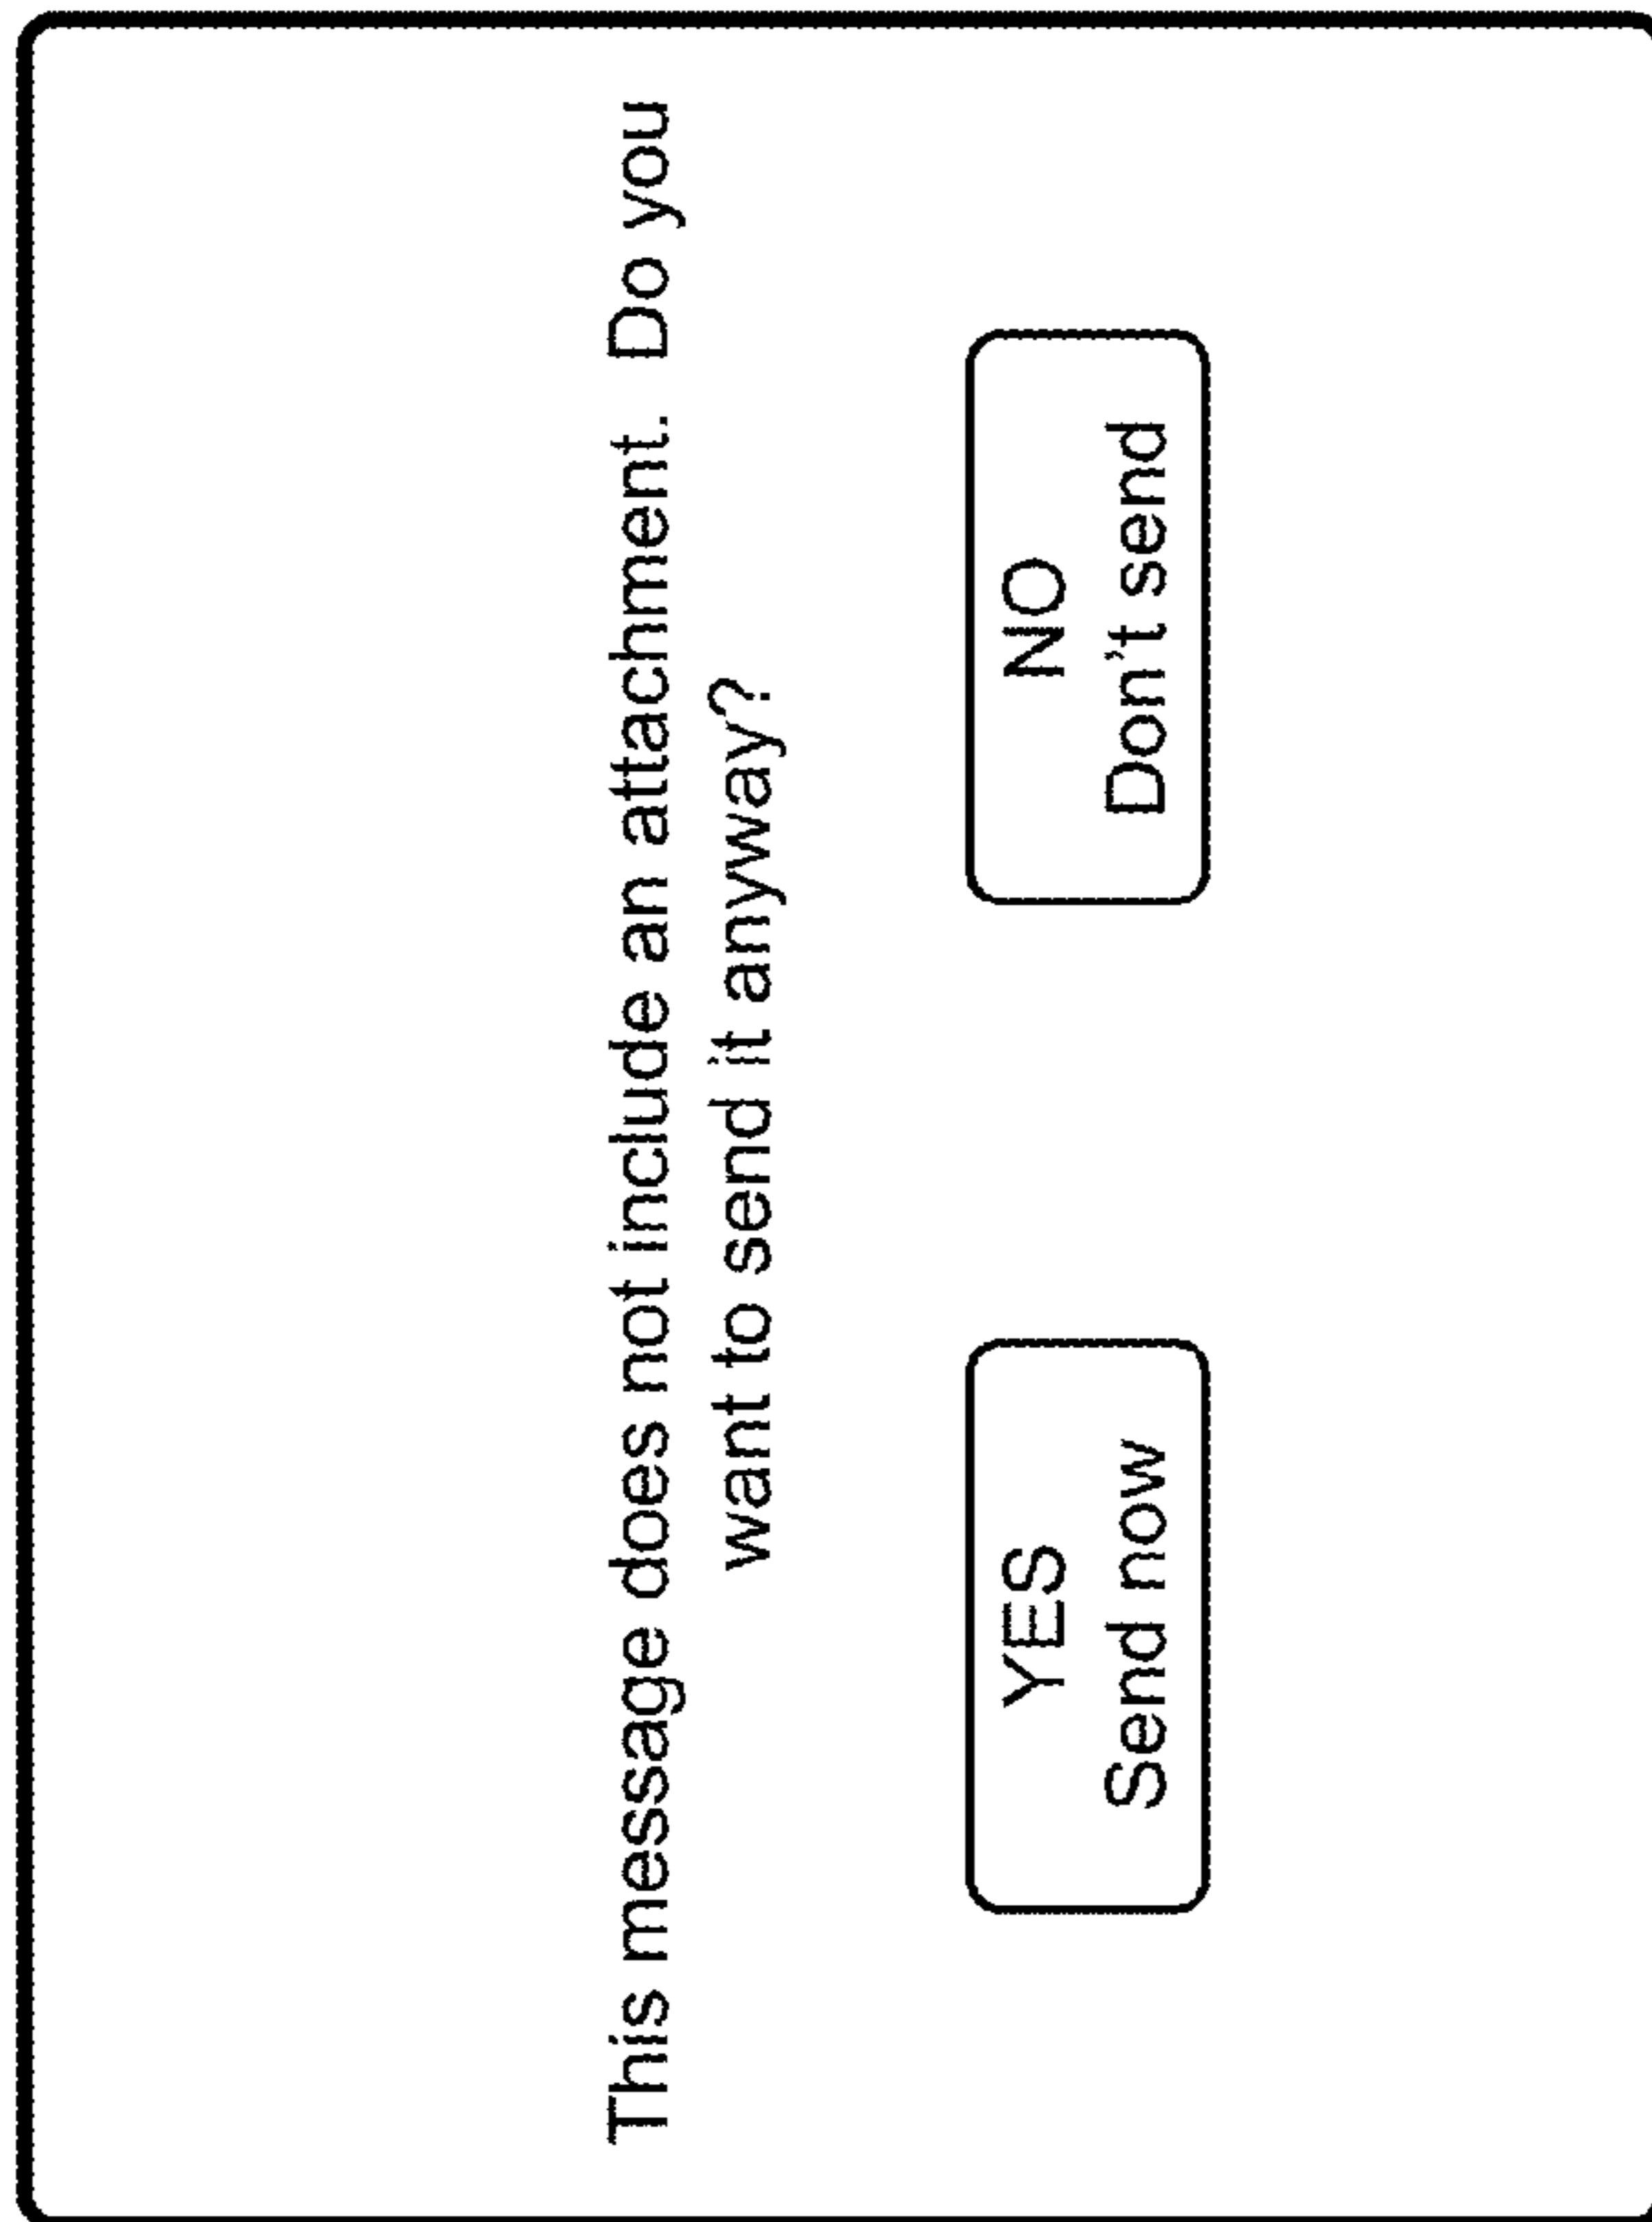 This message does not include an attachment. Do you
want to send it anyway?
YES
Send now
NO
Don't send